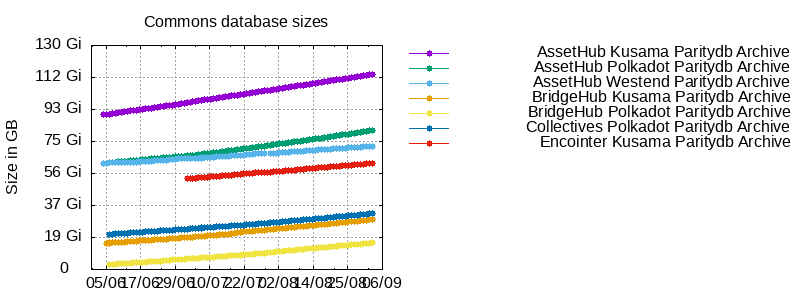 Commons database sizes
Size in GB
130 Gi
112 Gi
93 Gi
75 Gi
56 Gi
37 Gi
19 Gi
0
05/06 17/06 29/06 10/07 22/07 02/08 14/08 25/08 06/09
AssetHub Kusama Paritydb Archive
AssetHub Polkadot Paritydb Archive
AssetHub Westend Paritydb Archive
BridgeHub Kusama Paritydb Archive
BridgeHub Polkadot Paritydb Archive
Collectives Polkadot Paritydb Archive
Encointer Kusama Paritydb Archive